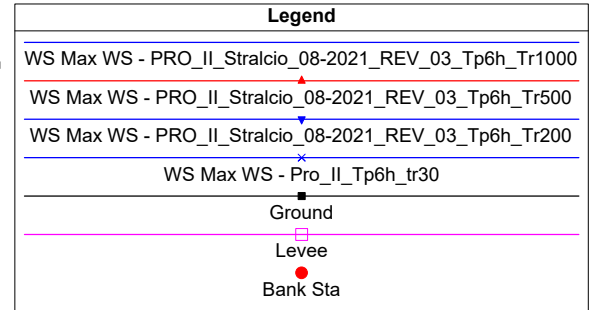 Legend
WS Max WS - PRO_II_Stralcio_08-2021_REV_03_Tp6h_Tr1000
WS Max WS - PRO_II_Stralcio_08-2021_REV_03_Tp6h_Tr500
WS Max WS - PRO_II_Stralcio_08-2021_REV_03_Tp6h_Tr200
WS Max WS - Pro_II_Tp6h_tr30
Ground
Levee
Bank Sta